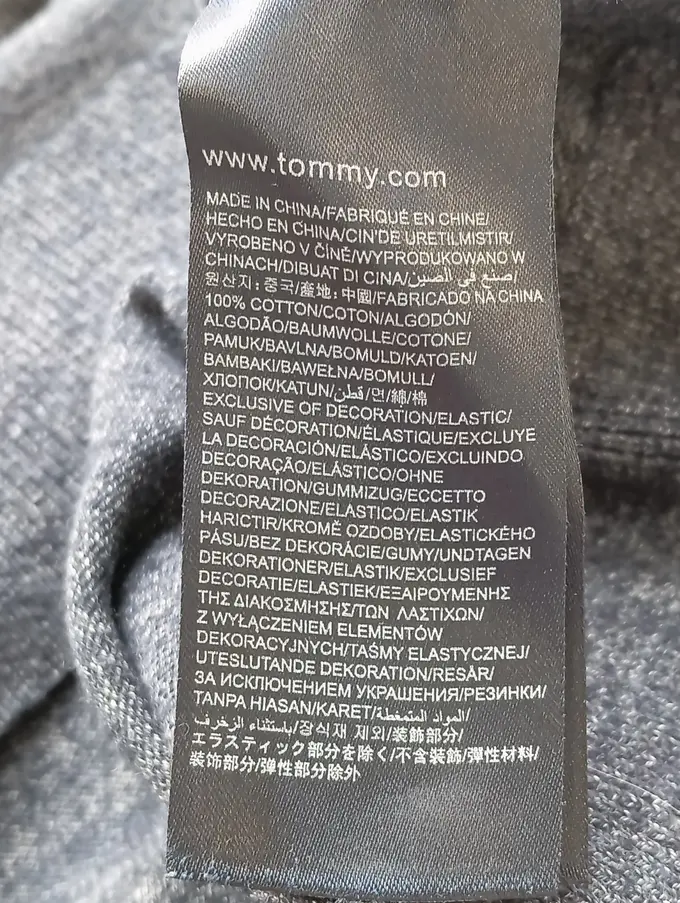 www.tommy.com
MADE IN CHINA/FABRIQUÉ EN CHINE/
HECHO EN CHINA/CIN'DE URETILMISTIR/
VYROBENO V ČÍNĚ/WYPRODUKOWANO W
CHINACH/DIBUAT DI CINA/صنع في الصين/
원산지: 중국/產地: 中國/FABRICADO NA CHINA
100% COTTON/COTON/ALGODÓN/
ALGODÃO/BAUMWOLLE/COTONE/
PAMUK/BAVLNA/BOMULD/KATOEN/
BAMBAKI/BAWEŁNA/BOMULL/
ХЛОПОК/KATUN/قطن/면/綿/棉
EXCLUSIVE OF DECORATION/ELASTIC/
SAUF DÉCORATION/ÉLASTIQUE/EXCLUYE
LA DECORACIÓN/ELÁSTICO/EXCLUINDO
DECORAÇÃO/ELÁSTICO/OHNE
DEKORATION/GUMMIZUG/ECCETTO
DECORAZIONE/ELASTICO/ELASTIK
HARICTIR/KROMĚ OZDOBY/ELASTICKÉHO
PÁSU/BEZ DEKORÁCIE/GUMY/UNDTAGEN
DEKORATIONER/ELASTIK/EXCLUSIEF
DECORATIE/ELASTIEK/ΕΞΑΙΡΟΥΜΕΝΗΣ
ΤΗΣ ΔΙΑΚΟΣΜΗΣΗΣ/ΤΩΝ ΛΑΣΤΙΧΩΝ/
Z WYŁĄCZENIEM ELEMENTÓW
DEKORACYJNYCH/TAŚMY ELASTYCZNEJ/
UTESLUTANDE DEKORATION/RESÅR/
ЗА ИСКЛЮЧЕНИЕМ УКРАШЕНИЯ/РЕЗИНКИ/
TANPA HIASAN/KARET/المواد المتمغطة/
باستثناء الزخرف/장식재 제외/装飾部分/
エラスティック部分を除く/不含裝飾/彈性材料/
装饰部分/弹性部分除外